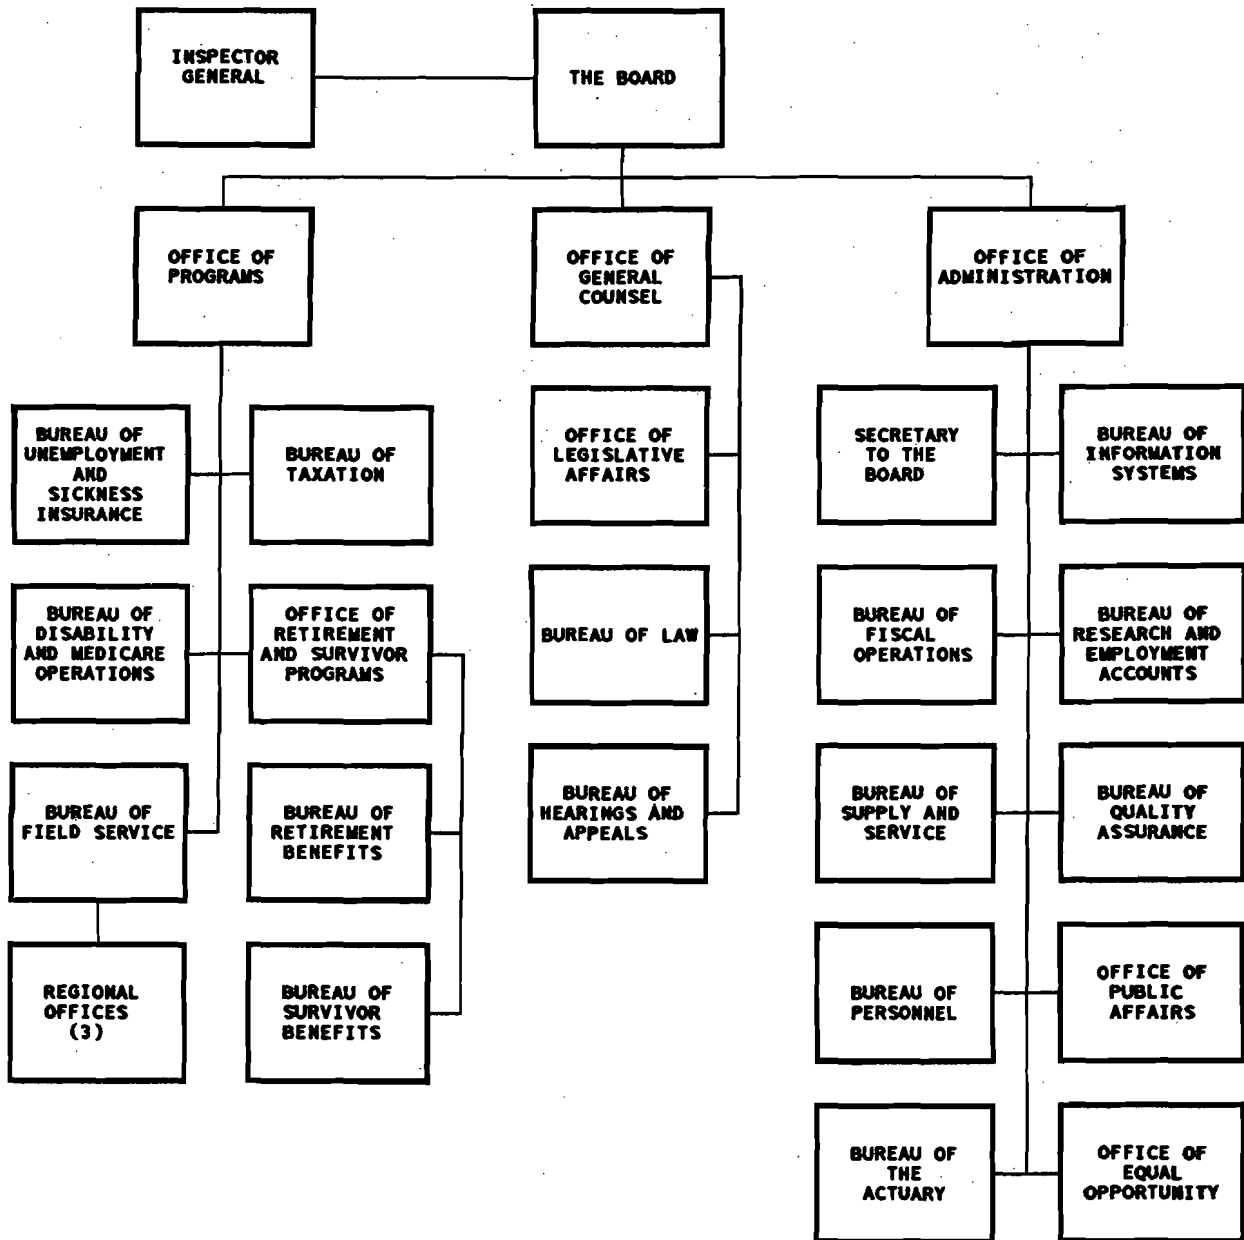 INSPECTOR
GENERAL
THE BOARD
OFFICE OF
PROGRAMS
OFFICE OF
GENERAL
COUNSEL
OFFICE OF
ADMINISTRATION
BUREAU OF
UNEMPLOYMENT
AND
SICKNESS
INSURANCE
BUREAU OF
TAXATION
OFFICE OF
LEGISLATIVE
AFFAIRS
SECRETARY
TO THE
BOARD
BUREAU OF
INFORMATION
SYSTEMS
BUREAU OF
DISABILITY
AND MEDICARE
OPERATIONS
OFFICE OF
RETIREMENT
AND SURVIVOR
PROGRAMS
BUREAU OF LAW
BUREAU OF
FISCAL
OPERATIONS
BUREAU OF
RESEARCH AND
EMPLOYMENT
ACCOUNTS
BUREAU OF
FIELD SERVICE
BUREAU OF
RETIREMENT
BENEFITS
BUREAU OF
HEARINGS AND
APPEALS
BUREAU OF
SUPPLY AND
SERVICE
BUREAU OF
QUALITY
ASSURANCE
REGIONAL
OFFICES
(3)
BUREAU OF
SURVIVOR
BENEFITS
BUREAU OF
PERSONNEL
OFFICE OF
PUBLIC
AFFAIRS
BUREAU OF
THE
ACTUARY
OFFICE OF
EQUAL
OPPORTUNITY